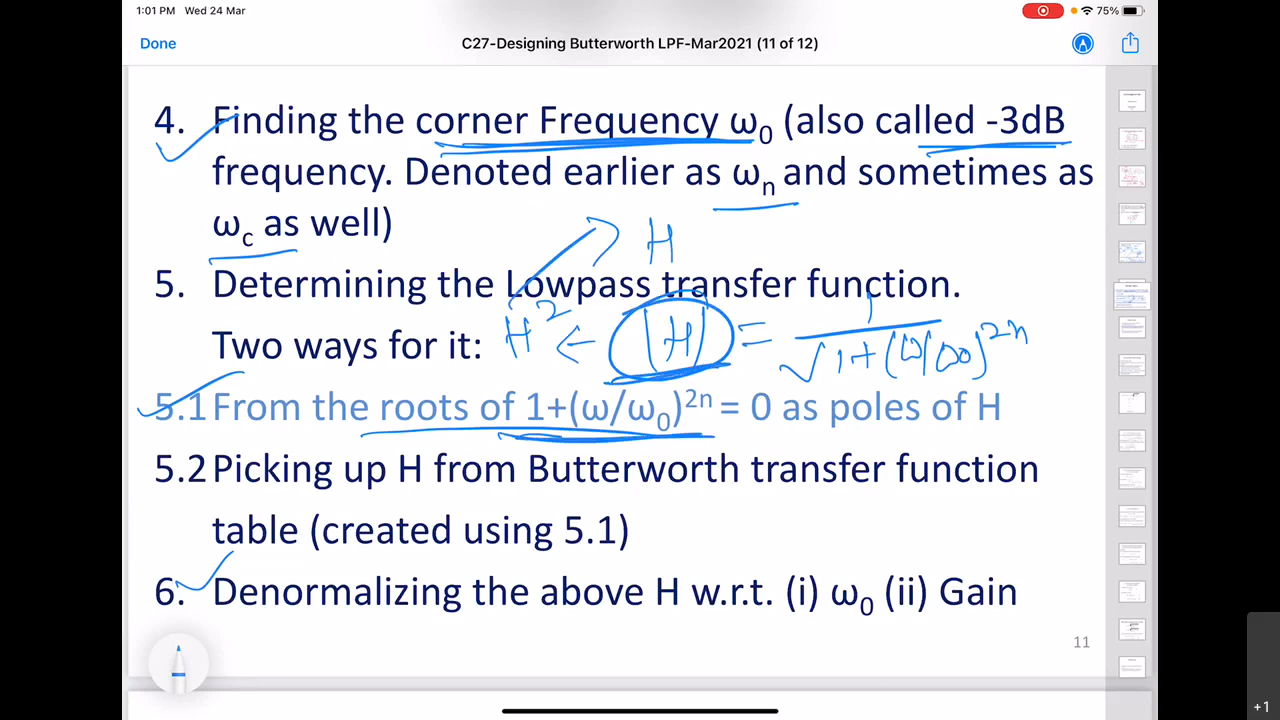 1:01 PM Wed 24 Mar 75%
Done C27-Designing Butterworth LPF-Mar2021 (11 of 12)
4. Finding the corner Frequency ω₀ (also called -3dB
frequency. Denoted earlier as ωₙ and sometimes as
ω_c as well)
H
5. Determining the Lowpass transfer function.
Two ways for it: H² ← |H| = 1/√1+(ω/ω₀)²ⁿ
5.1 From the roots of 1+(ω/ω₀)²ⁿ = 0 as poles of H
5.2 Picking up H from Butterworth transfer function
table (created using 5.1)
6. Denormalizing the above H w.r.t. (i) ω₀ (ii) Gain
11
+1